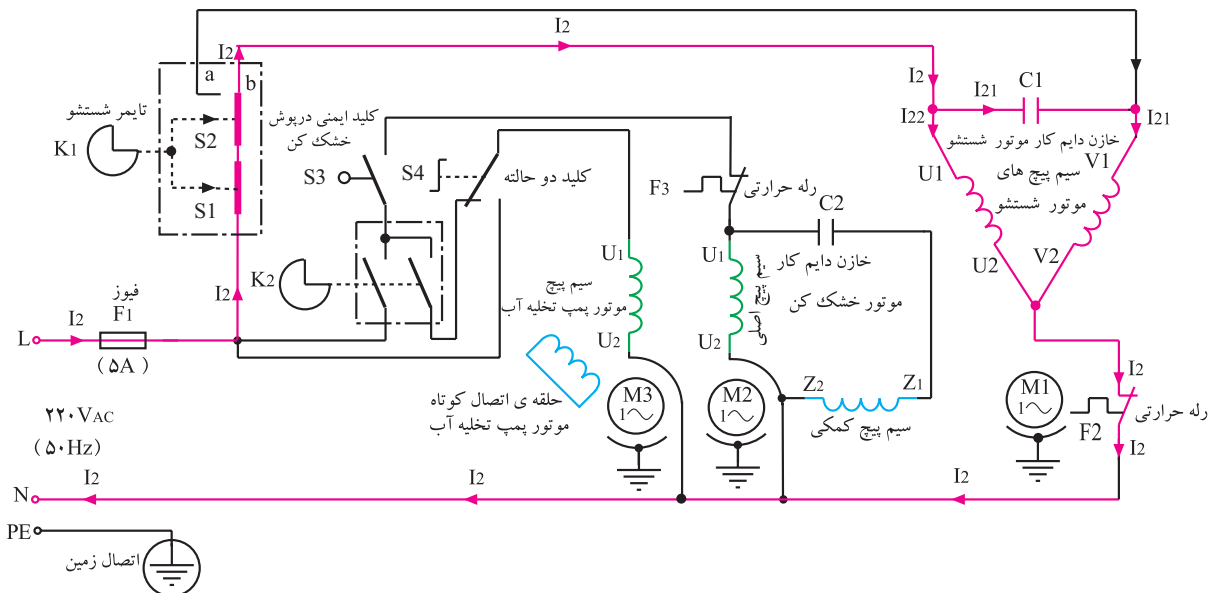 I2
I2
a
b
I2
C1
تایمر شستشو
کلید ایمنی درپوش
خشک کن
I21
I22
I21
K1
S2
S1
S3
S4
کلید دو حالته
F3
رله حرارتی
خازن دایم کار موتور شستشو
سیم پیچ های
موتور شستشو
U1
V1
U2
V2
C2
K2
I2
U1
سیم پیچ
موتور پمپ تخلیه آب
U2
U1
سیم پیچ اصلی
U2
خازن دایم کار
موتور خشک کن
فیوز
F1
L
I2
(۵A)
حلقه ی اتصال کوتاه
موتور پمپ تخلیه آب
M3
1
M2
1
Z2
Z1
سیم پیچ کمکی
M1
1
I2
رله حرارتی
F2
I2
۲۲۰VAC
(۵۰Hz)
N
I2
I2
I2
PE
اتصال زمین